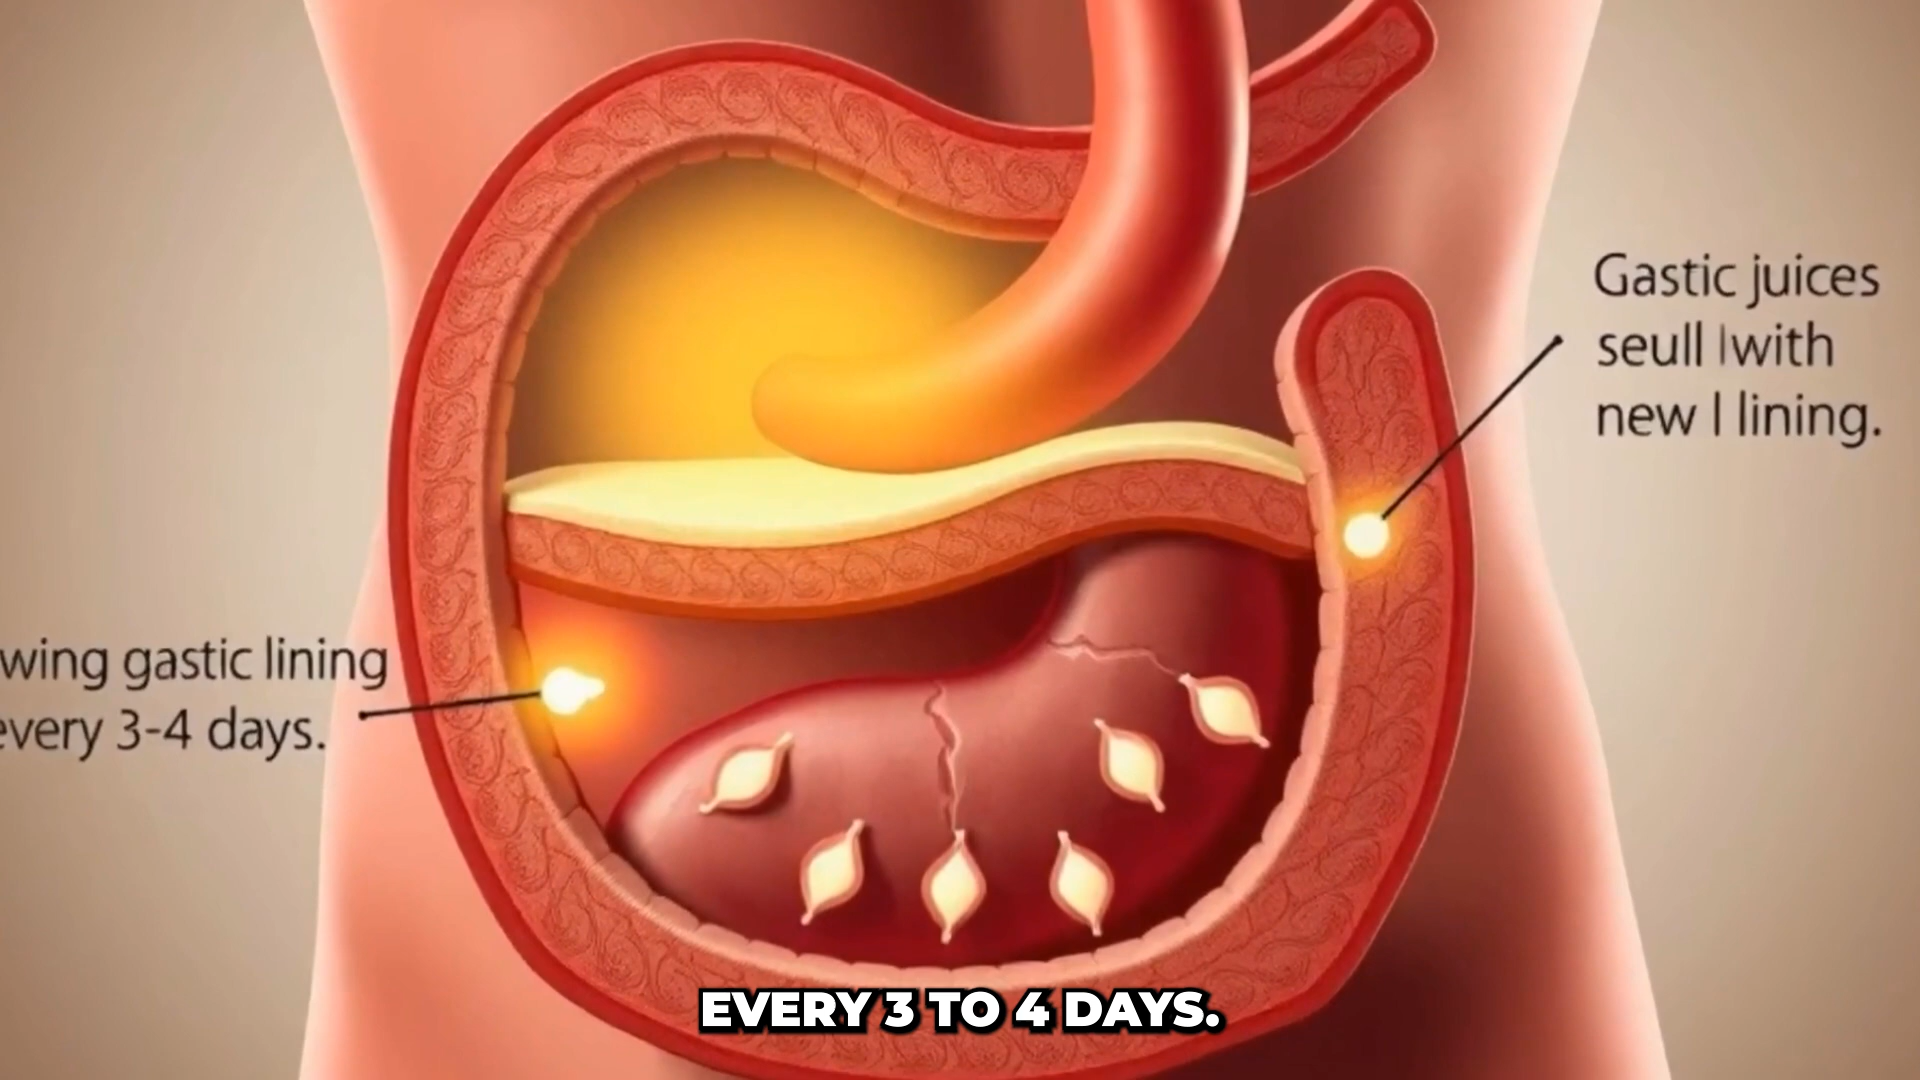 Gastic juices
seull lwith
new l lining.
wing gastic lining
every 3-4 days.
EVERY 3 TO 4 DAYS.